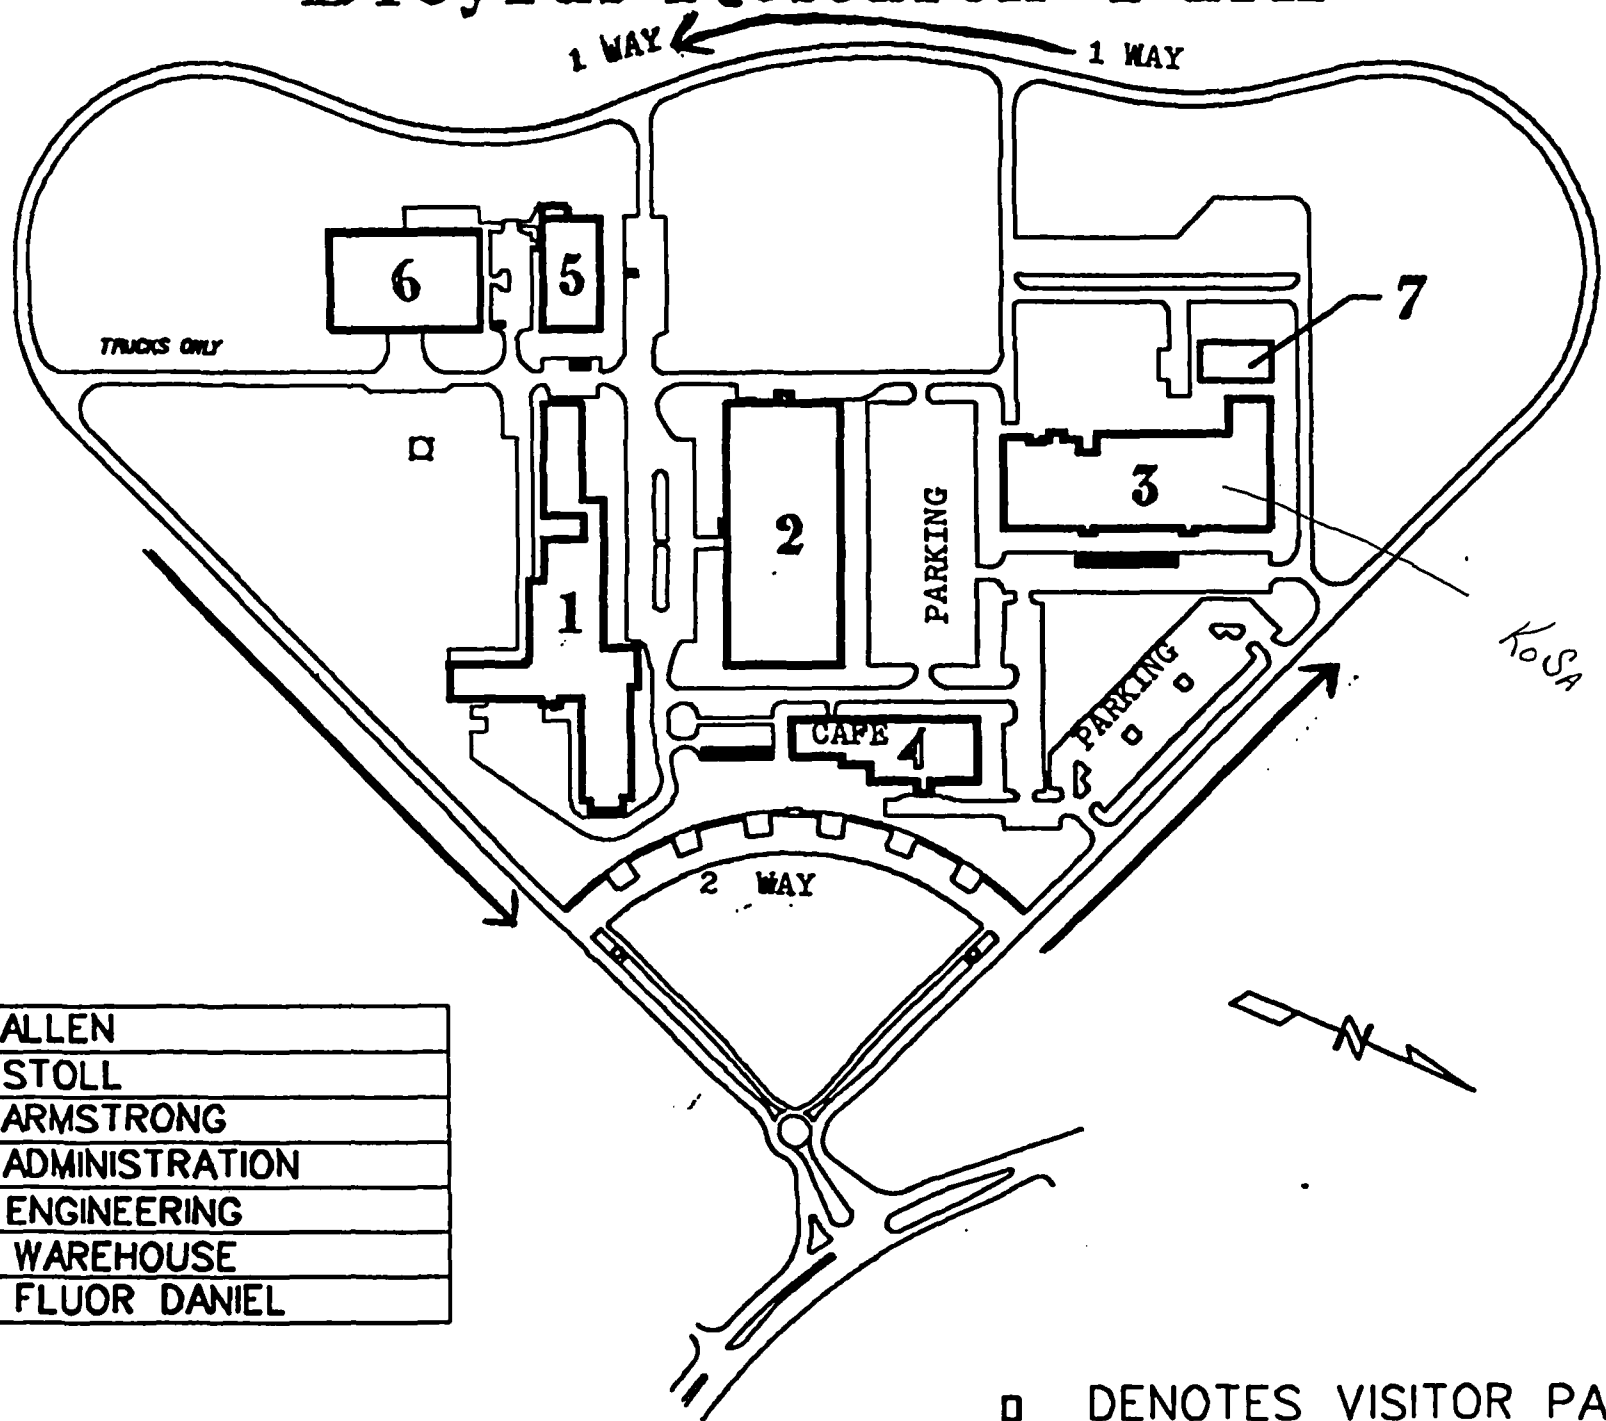 1 WAY
1 WAY
6
5
7
TRUCKS ONLY
3
2
PARKING
1
KoSA
PARKING
CAFE 4
2 WAY
N
ALLEN
STOLL
ARMSTRONG
ADMINISTRATION
ENGINEERING
WAREHOUSE
FLUOR DANIEL
DENOTES VISITOR PA